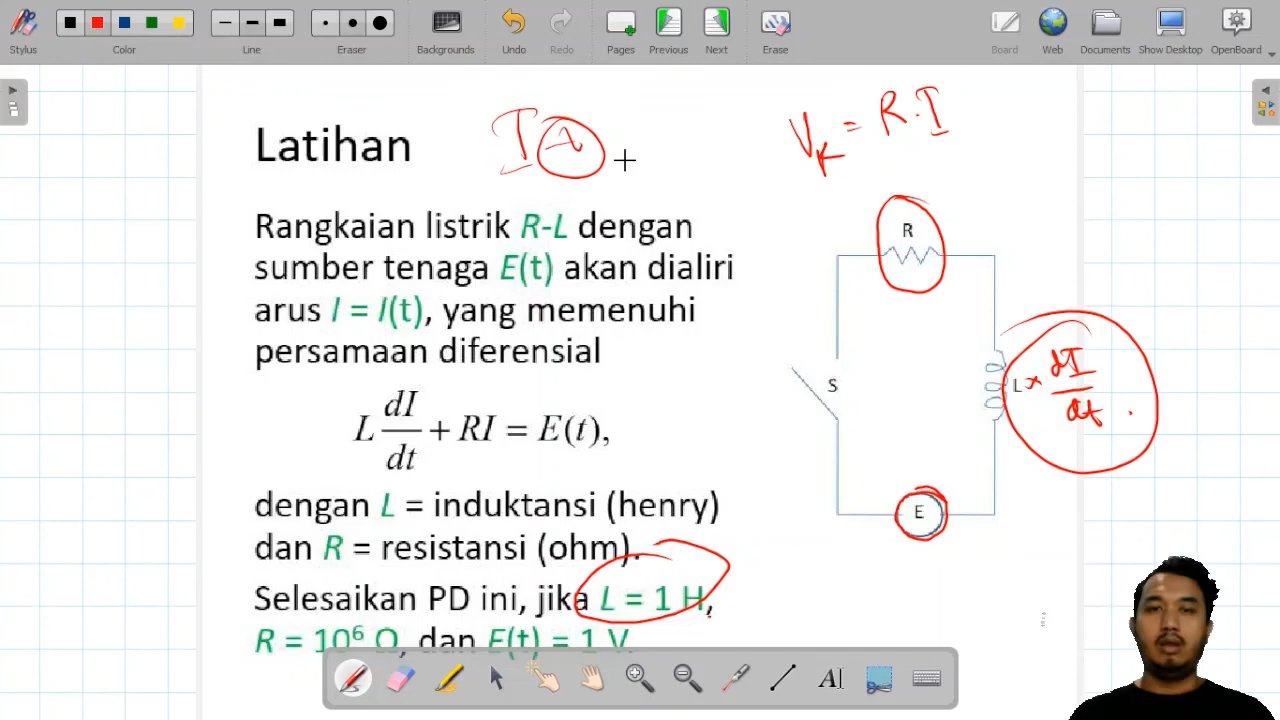 Stylus
Color
Line
Eraser
Backgrounds
Undo
Redo
Pages
Previous
Next
Erase
Board
Web
Documents
Show Desktop
OpenBoard
Latihan
I A
V_K = R.I
Rangkaian listrik R-L dengan
sumber tenaga E(t) akan dialiri
arus I = I(t), yang memenuhi
persamaan diferensial
L dI/dt + RI = E(t),
dengan L = induktansi (henry)
dan R = resistansi (ohm).
Selesaikan PD ini, jika L = 1 H,
R = 10⁶ Ω, dan E(t) = 1 V.
R
S
L × dI/dt
E
AI